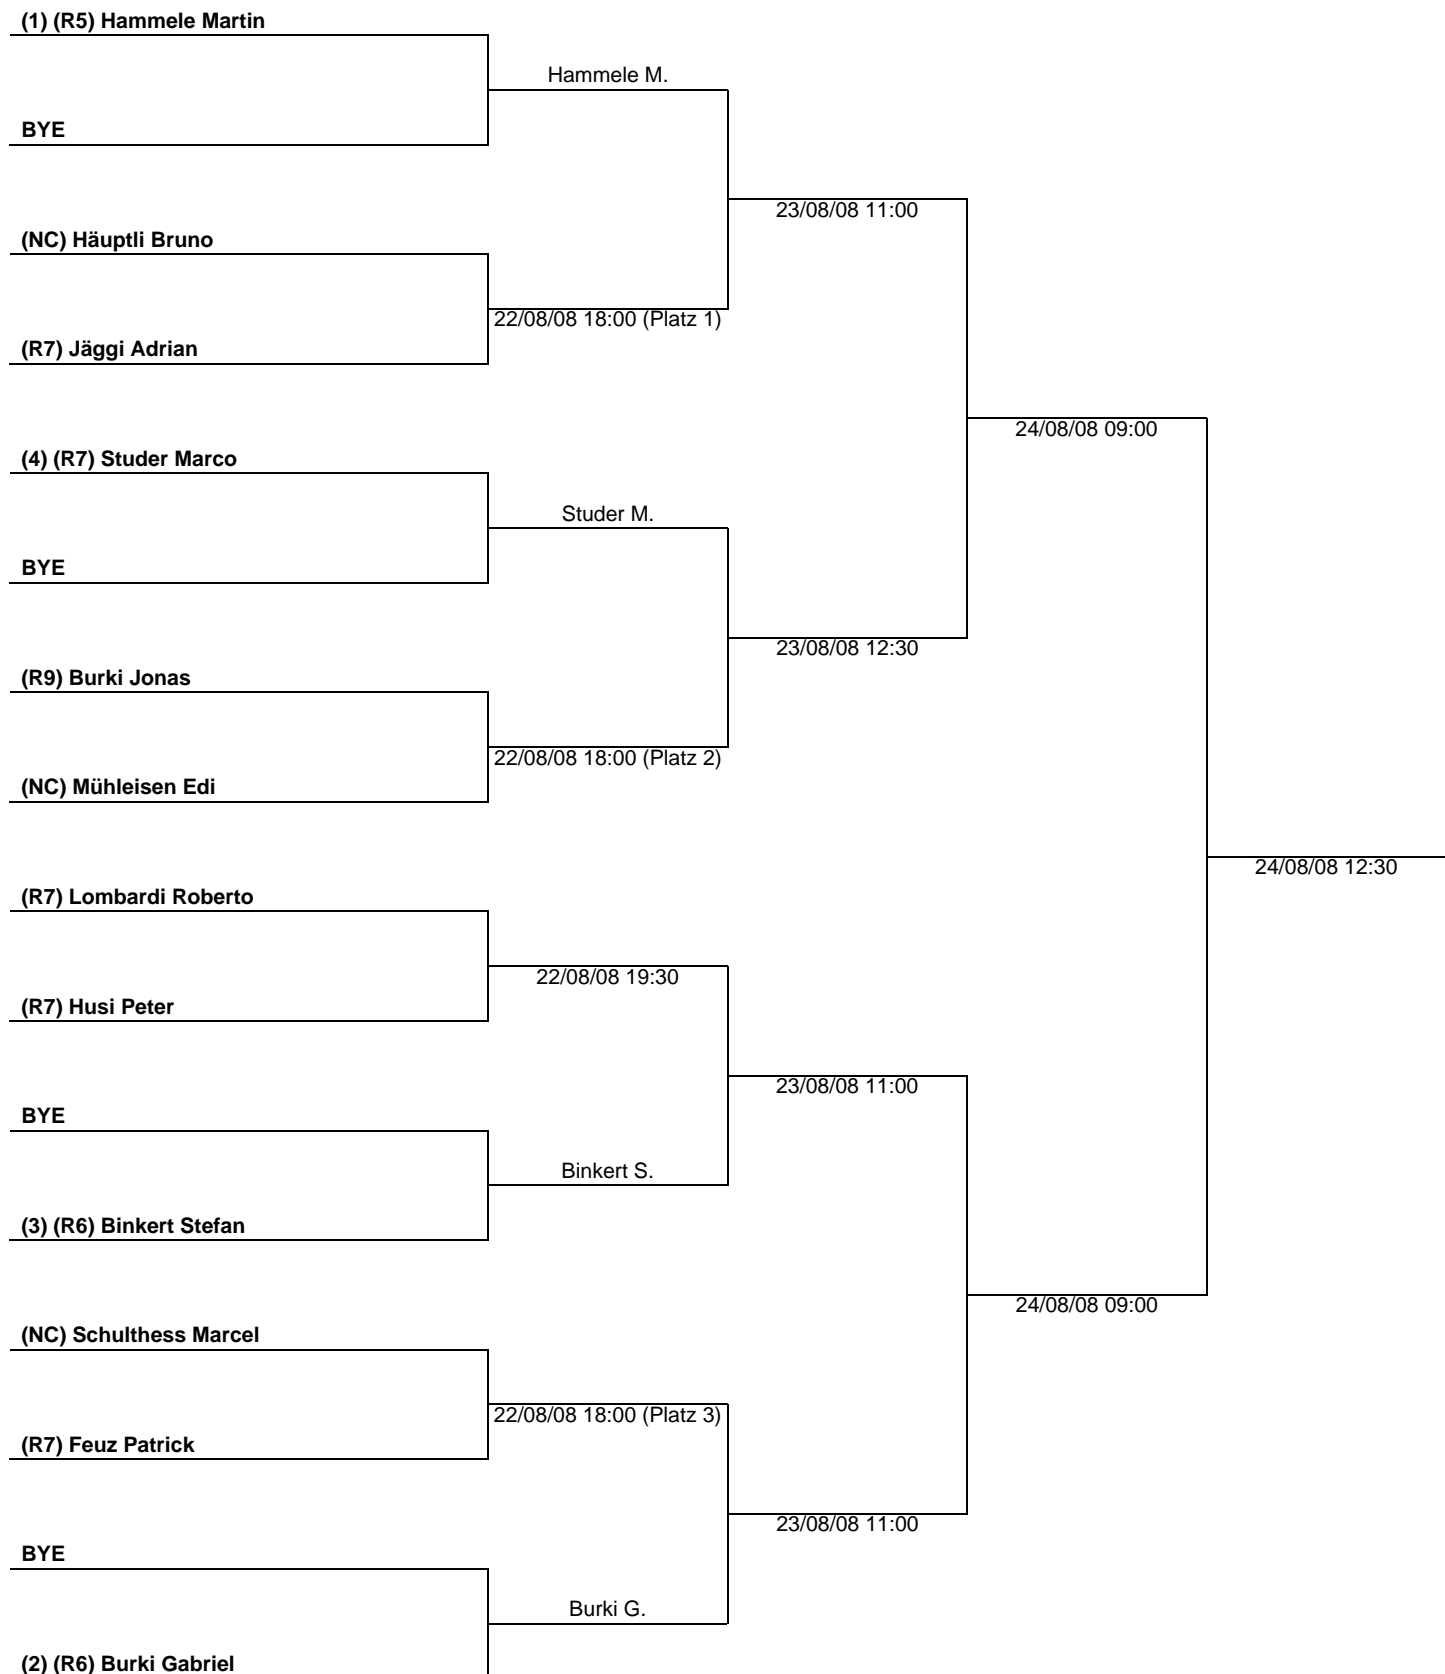 (1) (R5) Hammele Martin
Hammele M.
BYE
23/08/08 11:00
(NC) Häuptli Bruno
22/08/08 18:00 (Platz 1)
(R7) Jäggi Adrian
24/08/08 09:00
(4) (R7) Studer Marco
Studer M.
BYE
23/08/08 12:30
(R9) Burki Jonas
22/08/08 18:00 (Platz 2)
(NC) Mühleisen Edi
24/08/08 12:30
(R7) Lombardi Roberto
22/08/08 19:30
(R7) Husi Peter
23/08/08 11:00
BYE
Binkert S.
(3) (R6) Binkert Stefan
24/08/08 09:00
(NC) Schulthess Marcel
22/08/08 18:00 (Platz 3)
(R7) Feuz Patrick
23/08/08 11:00
BYE
Burki G.
(2) (R6) Burki Gabriel